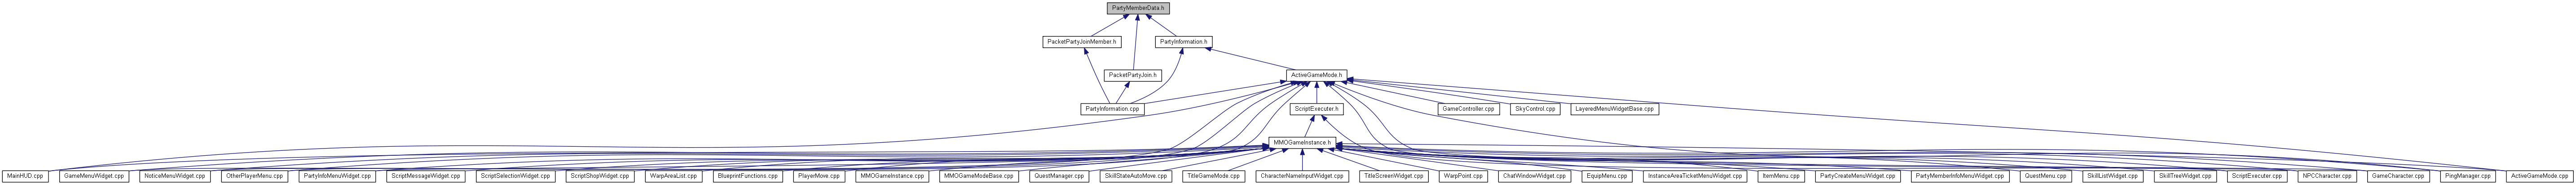 PartyMemberData.h
PacketPartyJoinMember.h
PartyInformation.h
PacketPartyJoin.h
ActiveGameMode.h
PartyInformation.cpp
ScriptExecuter.h
GameController.cpp
SkyControl.cpp
LayeredMenuWidgetBase.cpp
MMOGameInstance.h
MainHUD.cpp
GameMenuWidget.cpp
NoticeMenuWidget.cpp
OtherPlayerMenu.cpp
PartyInfoMenuWidget.cpp
ScriptMessageWidget.cpp
ScriptSelectionWidget.cpp
ScriptShopWidget.cpp
WarpAreaList.cpp
BlueprintFunctions.cpp
PlayerMove.cpp
MMOGameInstance.cpp
MMOGameModeBase.cpp
QuestManager.cpp
SkillStateAutoMove.cpp
TitleGameMode.cpp
CharacterNameInputWidget.cpp
TitleScreenWidget.cpp
WarpPoint.cpp
ChatWindowWidget.cpp
EquipMenu.cpp
InstanceAreaTicketMenuWidget.cpp
ItemMenu.cpp
PartyCreateMenuWidget.cpp
PartyMemberInfoMenuWidget.cpp
QuestMenu.cpp
SkillListWidget.cpp
SkillTreeWidget.cpp
ScriptExecuter.cpp
NPCCharacter.cpp
GameCharacter.cpp
PingManager.cpp
ActiveGameMode.cpp